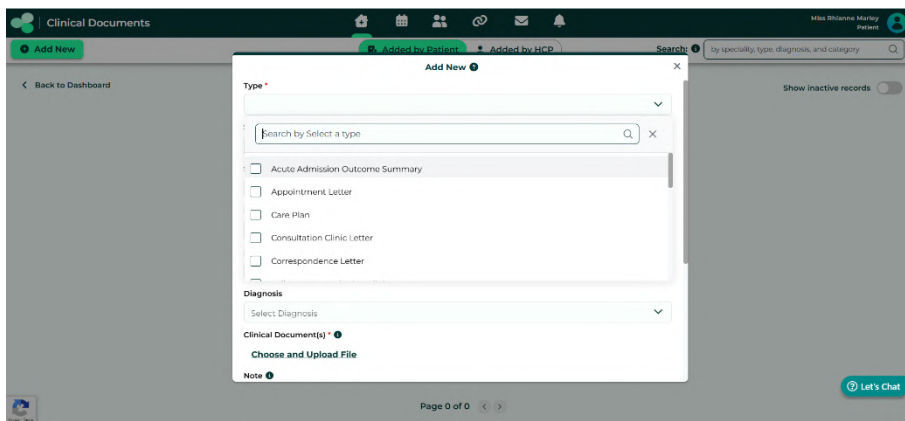 Clinical Documents
Miss Rhianne Marley
Patient
Add New
Added by Patient
Added by HCP
Search:
by speciality, type, diagnosis, and category
Add New
Back to Dashboard
Show inactive records
Type *
Search by Select a type
Acute Admission Outcome Summary
Appointment Letter
Care Plan
Consultation Clinic Letter
Correspondence Letter
Diagnosis
Select Diagnosis
Clinical Document(s) *
Choose and Upload File
Note
Let's Chat
Page 0 of 0